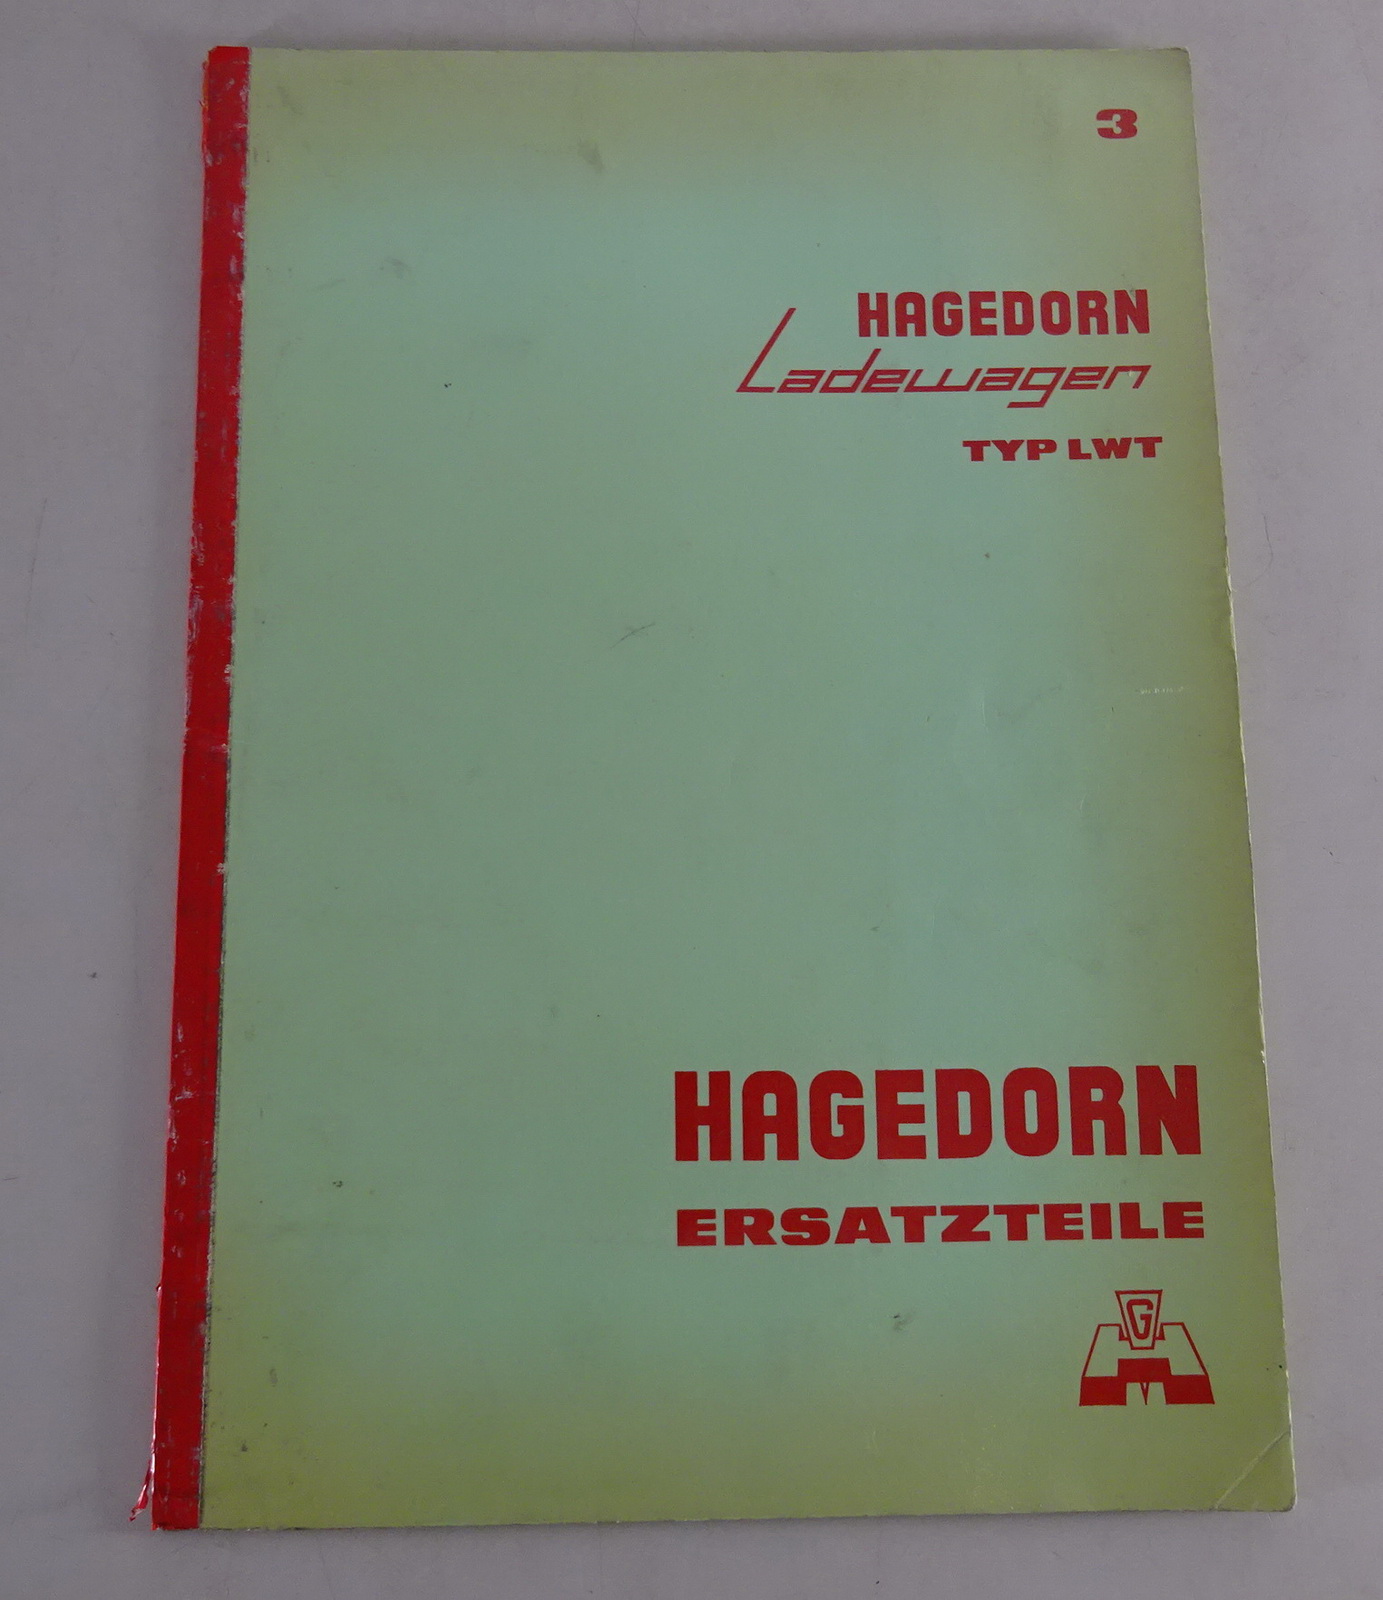 3
HAGEDORN
Ladewagen
TYP LWT
HAGEDORN
ERSATZTEILE
G